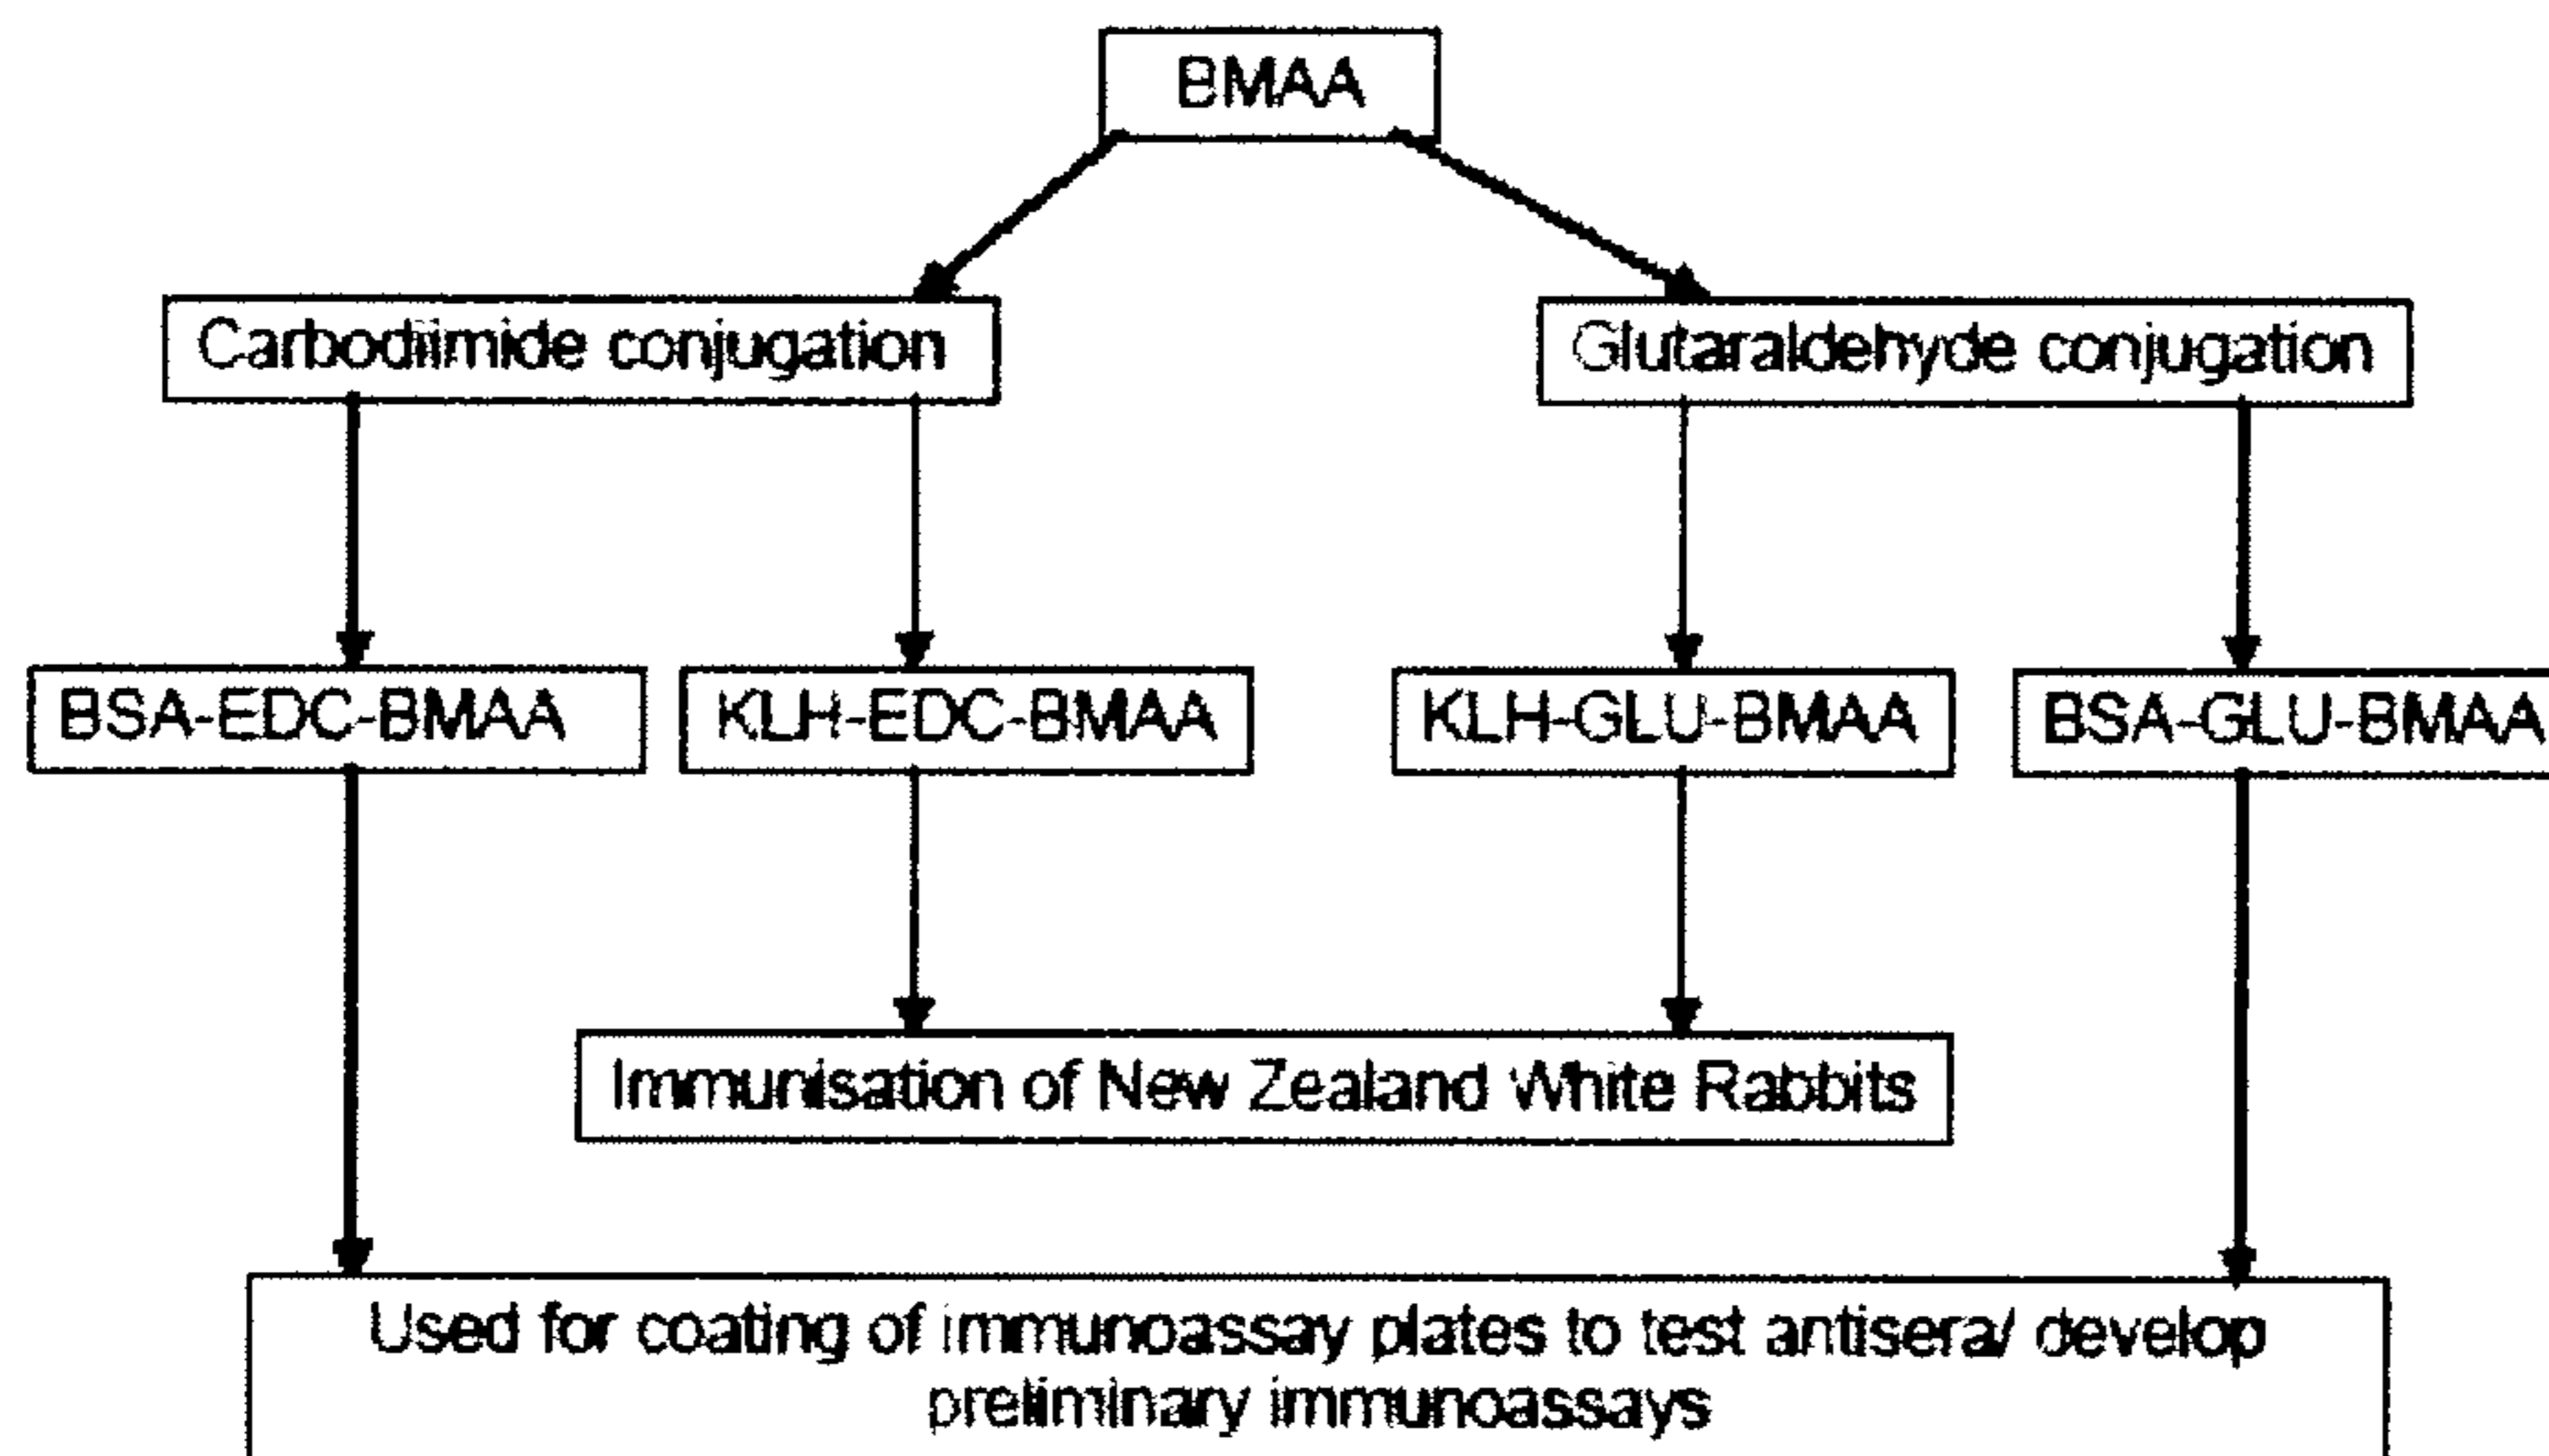 BMAA
Carbodiimide conjugation
Glutaraldehyde conjugation
BSA-EDC-BMAA
KLH-EDC-BMAA
KLH-GLU-BMAA
BSA-GLU-BMAA
Immunisation of New Zealand White Rabbits
Used for coating of immunoassay plates to test antisera/ develop
preliminary immunoassays